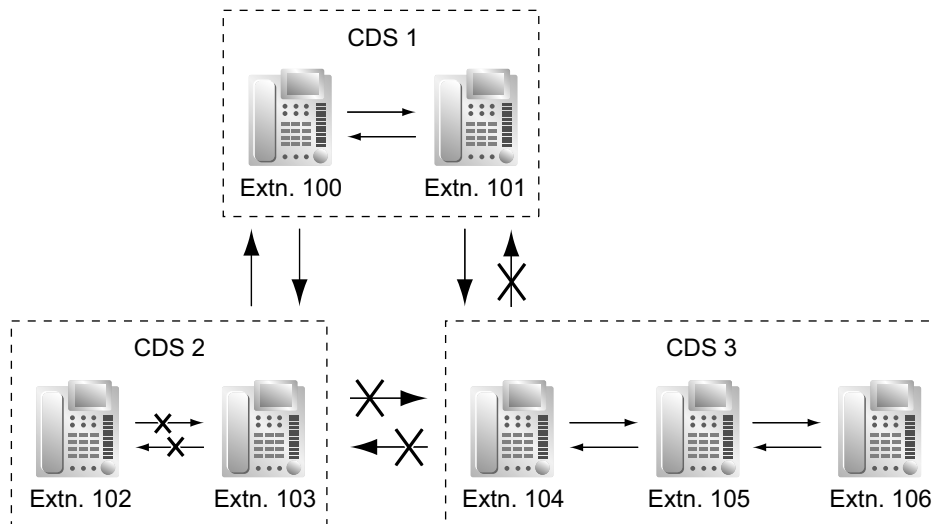 CDS 1
Extn. 100
Extn. 101
CDS 2
CDS 3
Extn. 102
Extn. 103
Extn. 104
Extn. 105
Extn. 106